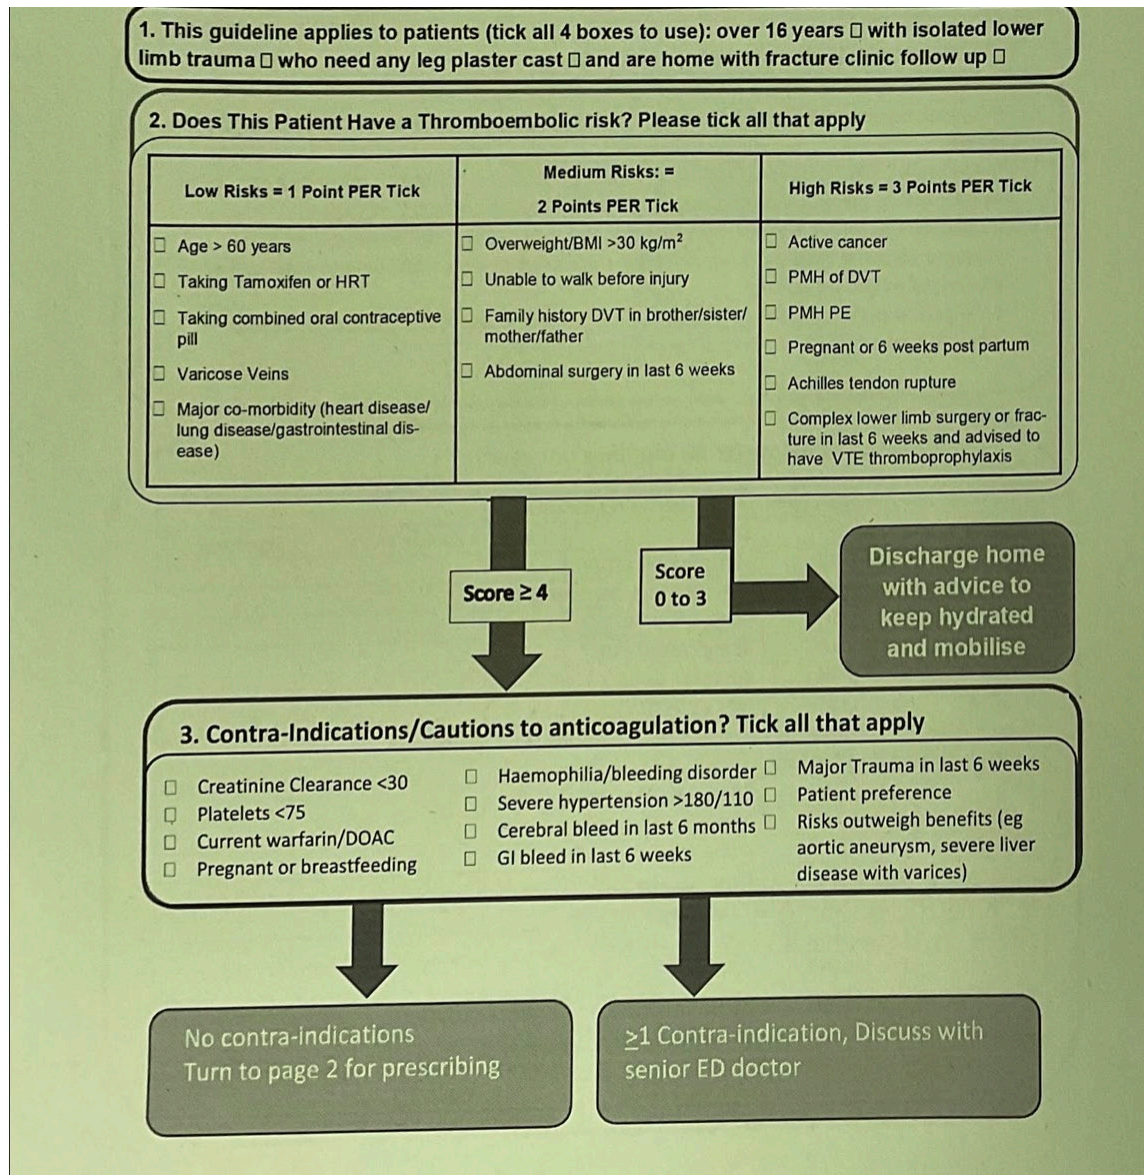 1. This guideline applies to patients (tick all 4 boxes to use): over 16 years ☐ with isolated lower
limb trauma ☐ who need any leg plaster cast ☐ and are home with fracture clinic follow up ☐
2. Does This Patient Have a Thromboembolic risk? Please tick all that apply
Low Risks = 1 Point PER Tick
☐ Age > 60 years
☐ Taking Tamoxifen or HRT
☐ Taking combined oral contraceptive
pill
☐ Varicose Veins
☐ Major co-morbidity (heart disease/
lung disease/gastrointestinal dis-
ease)
Medium Risks: =
2 Points PER Tick
☐ Overweight/BMI >30 kg/m²
☐ Unable to walk before injury
☐ Family history DVT in brother/sister/
mother/father
☐ Abdominal surgery in last 6 weeks
High Risks = 3 Points PER Tick
☐ Active cancer
☐ PMH of DVT
☐ PMH PE
☐ Pregnant or 6 weeks post partum
☐ Achilles tendon rupture
☐ Complex lower limb surgery or frac-
ture in last 6 weeks and advised to
have VTE thromboprophylaxis
Score ≥ 4
Score
0 to 3
Discharge home
with advice to
keep hydrated
and mobilise
3. Contra-Indications/Cautions to anticoagulation? Tick all that apply
☐ Creatinine Clearance <30
☐ Platelets <75
☐ Current warfarin/DOAC
☐ Pregnant or breastfeeding
☐ Haemophilia/bleeding disorder
☐ Severe hypertension >180/110
☐ Cerebral bleed in last 6 months
☐ GI bleed in last 6 weeks
☐ Major Trauma in last 6 weeks
☐ Patient preference
☐ Risks outweigh benefits (eg
aortic aneurysm, severe liver
disease with varices)
No contra-indications
Turn to page 2 for prescribing
≥1 Contra-indication, Discuss with
senior ED doctor